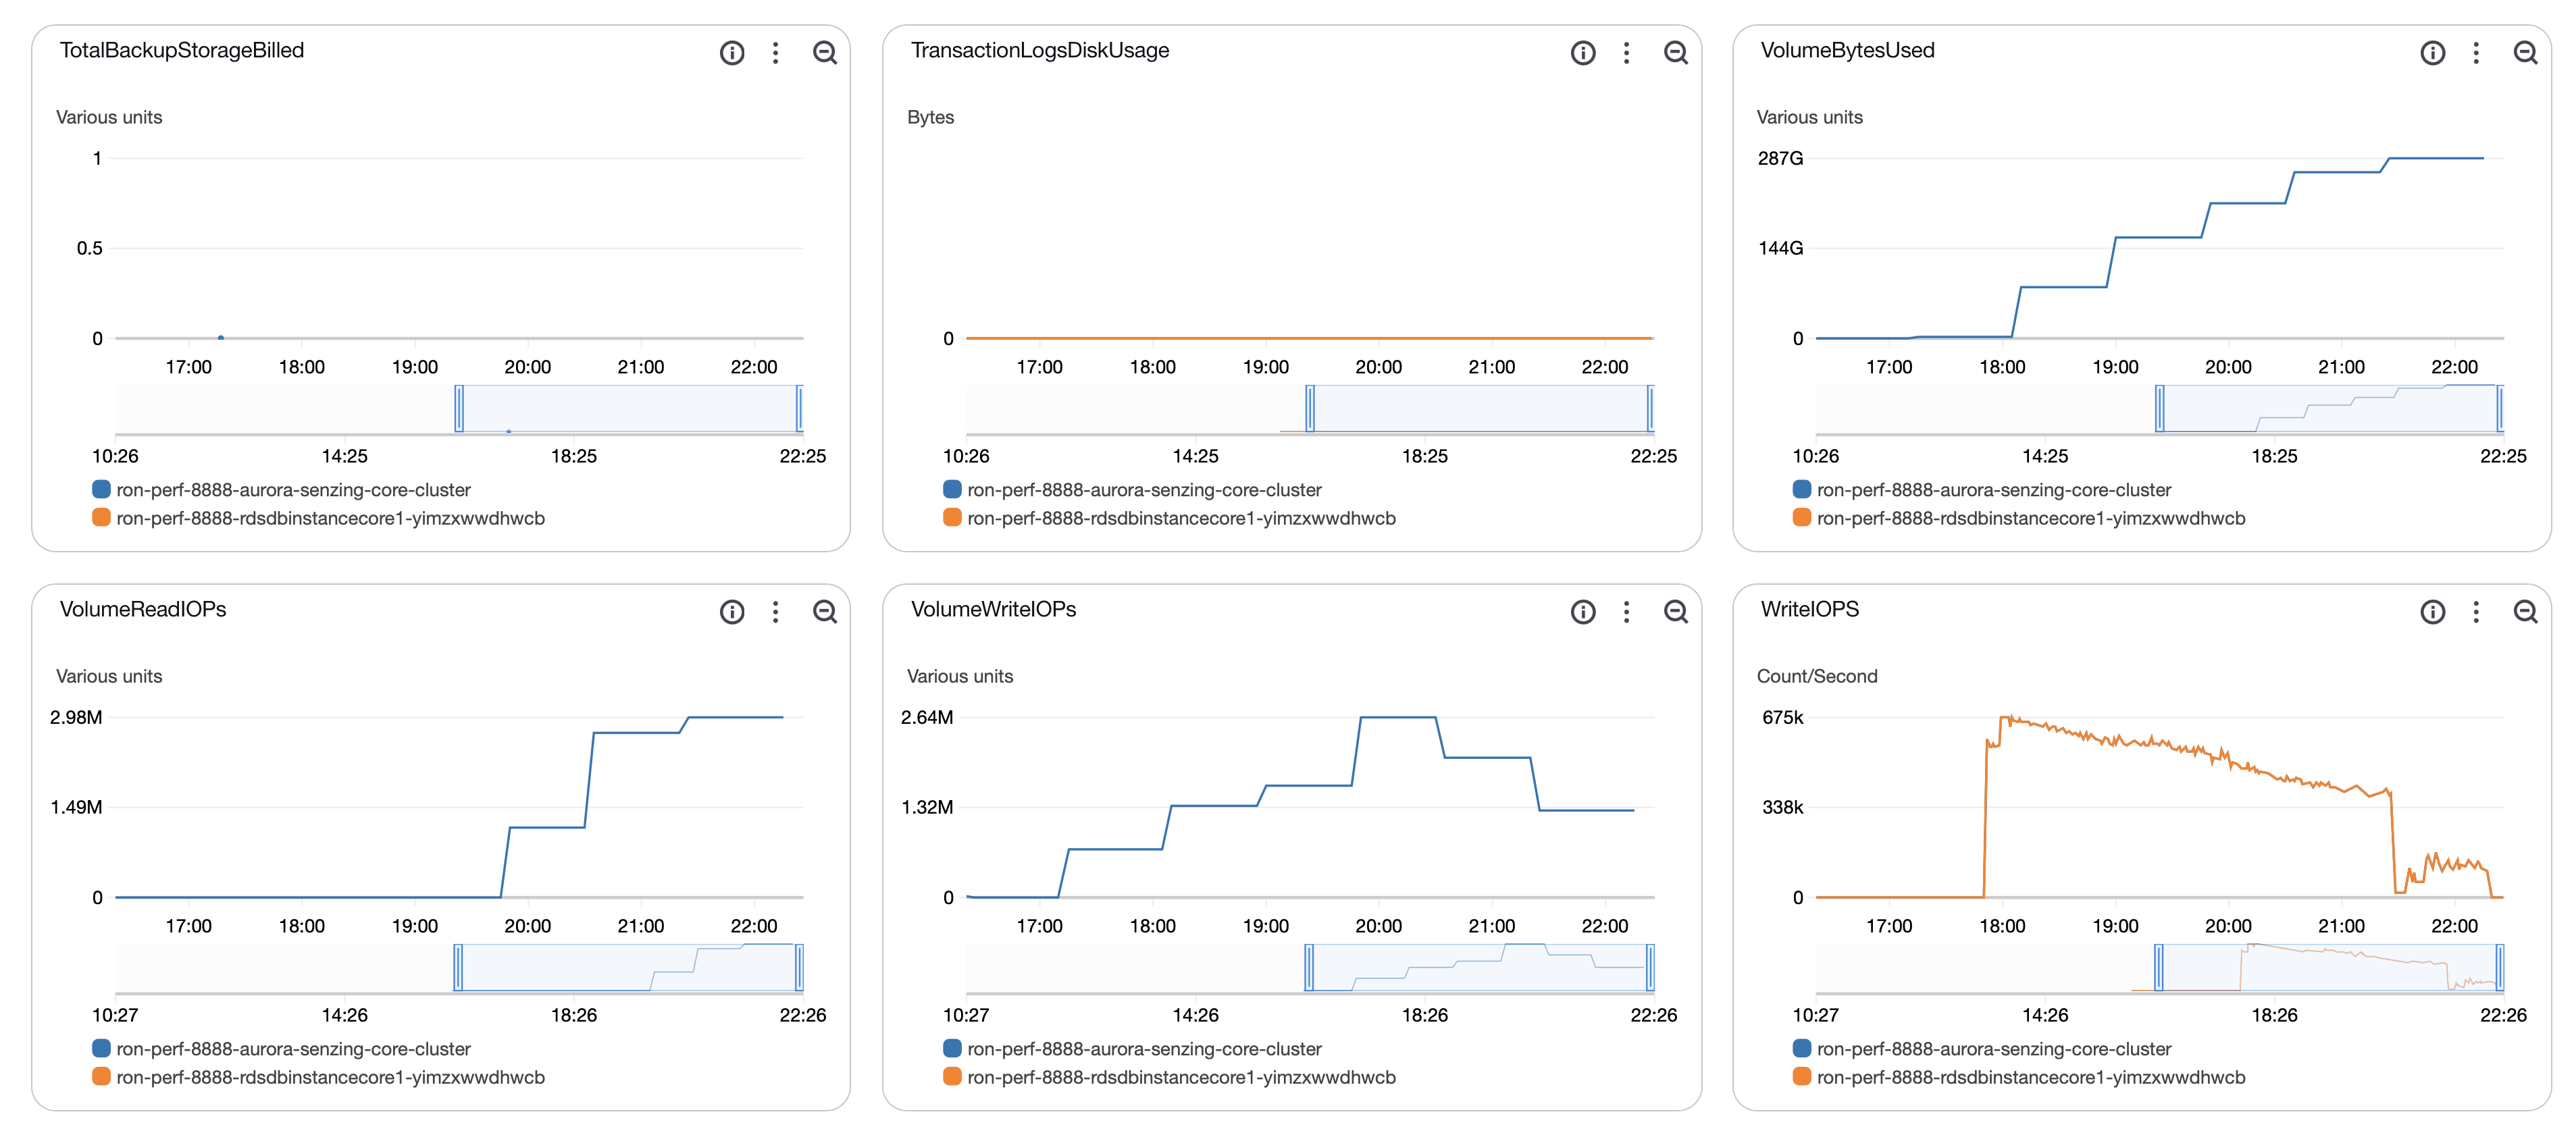 TotalBackupStorageBilled
Various units
1
0.5
0
17:00 18:00 19:00 20:00 21:00 22:00
10:26 14:25 18:25 22:25
ron-perf-8888-aurora-senzing-core-cluster
ron-perf-8888-rdsdbinstancecore1-yimzxwwdhwcb
TransactionLogsDiskUsage
Bytes
0
17:00 18:00 19:00 20:00 21:00 22:00
10:26 14:25 18:25 22:25
ron-perf-8888-aurora-senzing-core-cluster
ron-perf-8888-rdsdbinstancecore1-yimzxwwdhwcb
VolumeBytesUsed
Various units
287G
144G
0
17:00 18:00 19:00 20:00 21:00 22:00
10:26 14:25 18:25 22:25
ron-perf-8888-aurora-senzing-core-cluster
ron-perf-8888-rdsdbinstancecore1-yimzxwwdhwcb
VolumeReadIOPs
Various units
2.98M
1.49M
0
17:00 18:00 19:00 20:00 21:00 22:00
10:27 14:26 18:26 22:26
ron-perf-8888-aurora-senzing-core-cluster
ron-perf-8888-rdsdbinstancecore1-yimzxwwdhwcb
VolumeWriteIOPs
Various units
2.64M
1.32M
0
17:00 18:00 19:00 20:00 21:00 22:00
10:27 14:26 18:26 22:26
ron-perf-8888-aurora-senzing-core-cluster
ron-perf-8888-rdsdbinstancecore1-yimzxwwdhwcb
WriteIOPS
Count/Second
675k
338k
0
17:00 18:00 19:00 20:00 21:00 22:00
10:27 14:26 18:26 22:26
ron-perf-8888-aurora-senzing-core-cluster
ron-perf-8888-rdsdbinstancecore1-yimzxwwdhwcb